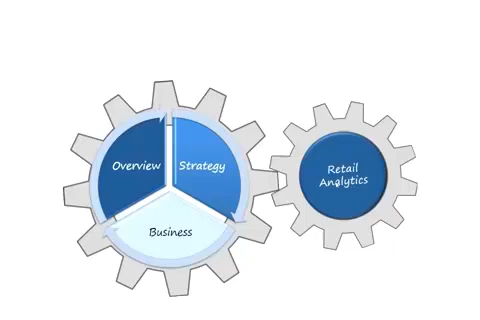 Overview
Strategy
Business
Retail
Analytics